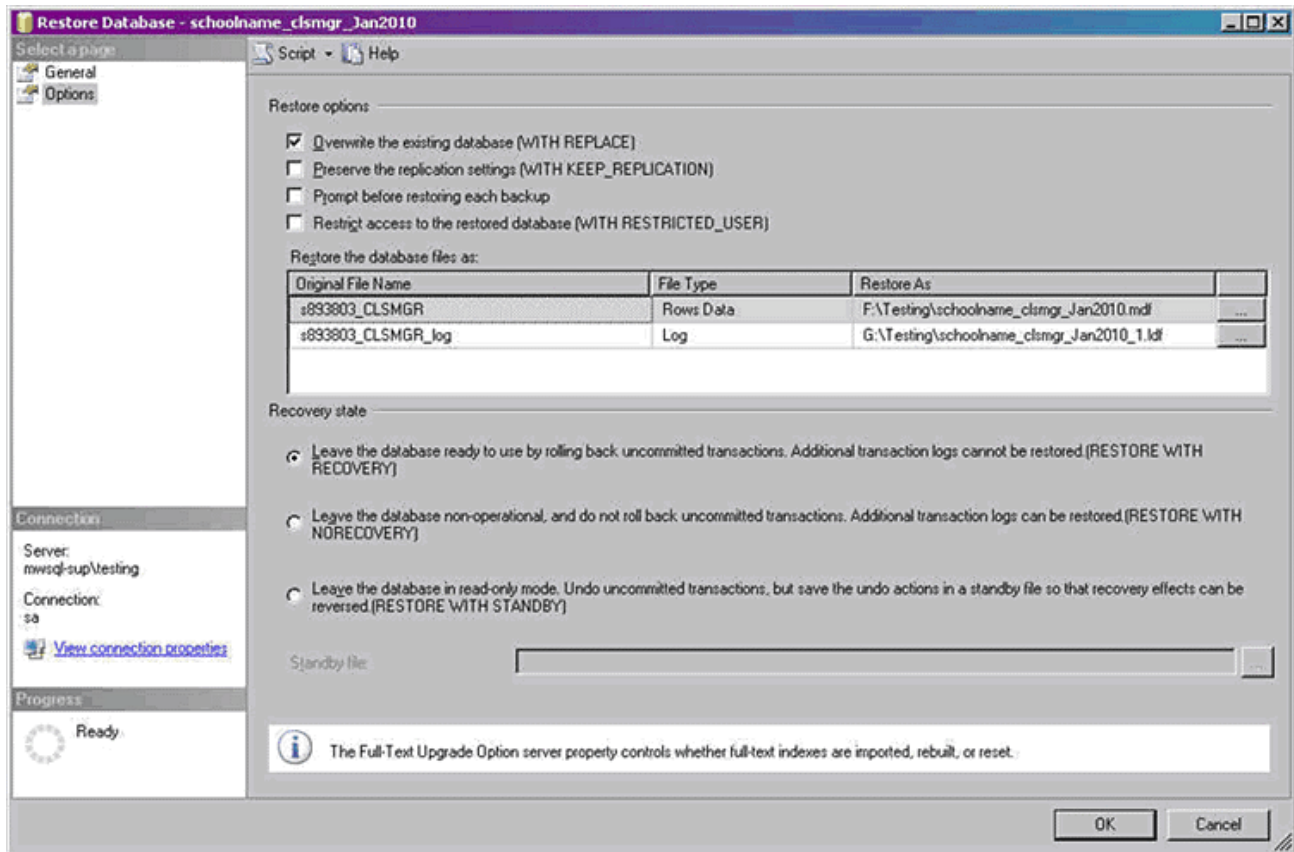 Restore Database - schoolname_clsmgr_Jan2010
Select a page
General
Options
Script
Help
Restore options
Overwrite the existing database (WITH REPLACE)
Preserve the replication settings (WITH KEEP_REPLICATION)
Prompt before restoring each backup
Restrict access to the restored database (WITH RESTRICTED_USER)
Restore the database files as:
Original File Name File Type Restore As
s893803_CLSMGR Rows Data F:\Testing\schoolname_clsmgr_Jan2010.mdf ...
s893803_CLSMGR_log Log G:\Testing\schoolname_clsmgr_Jan2010_1.ldf ...
Recovery state
Leave the database ready to use by rolling back uncommitted transactions. Additional transaction logs cannot be restored.(RESTORE WITH
RECOVERY)
Leave the database non-operational, and do not roll back uncommitted transactions. Additional transaction logs can be restored.(RESTORE WITH
NORECOVERY)
Leave the database in read-only mode. Undo uncommitted transactions, but save the undo actions in a standby file so that recovery effects can be
reversed.(RESTORE WITH STANDBY)
Standby file:
...
Connection
Server:
mwsql-sup\testing
Connection:
sa
View connection properties
Progress
Ready
The Full-Text Upgrade Option server property controls whether full-text indexes are imported, rebuilt, or reset.
OK
Cancel